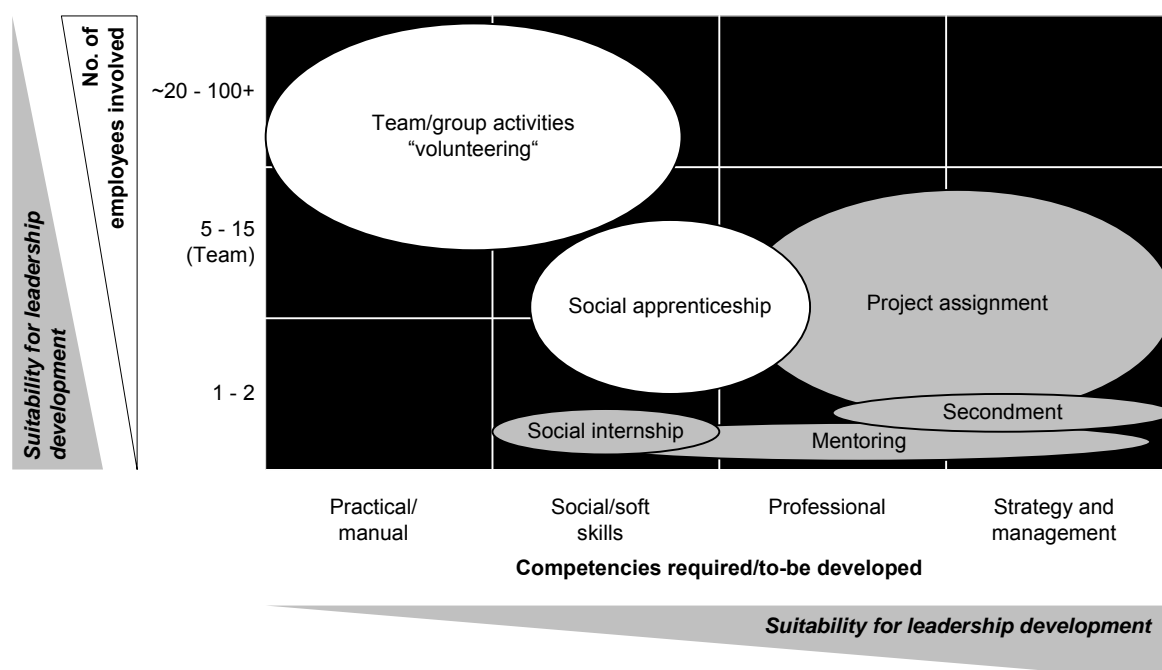 No. of
employees involved
Suitability for leadership
development
~20 - 100+
5 - 15
(Team)
1 - 2
Team/group activities
“volunteering“
Social apprenticeship
Project assignment
Secondment
Social internship
Mentoring
Practical/
manual
Social/soft
skills
Professional
Strategy and
management
Competencies required/to-be developed
Suitability for leadership development